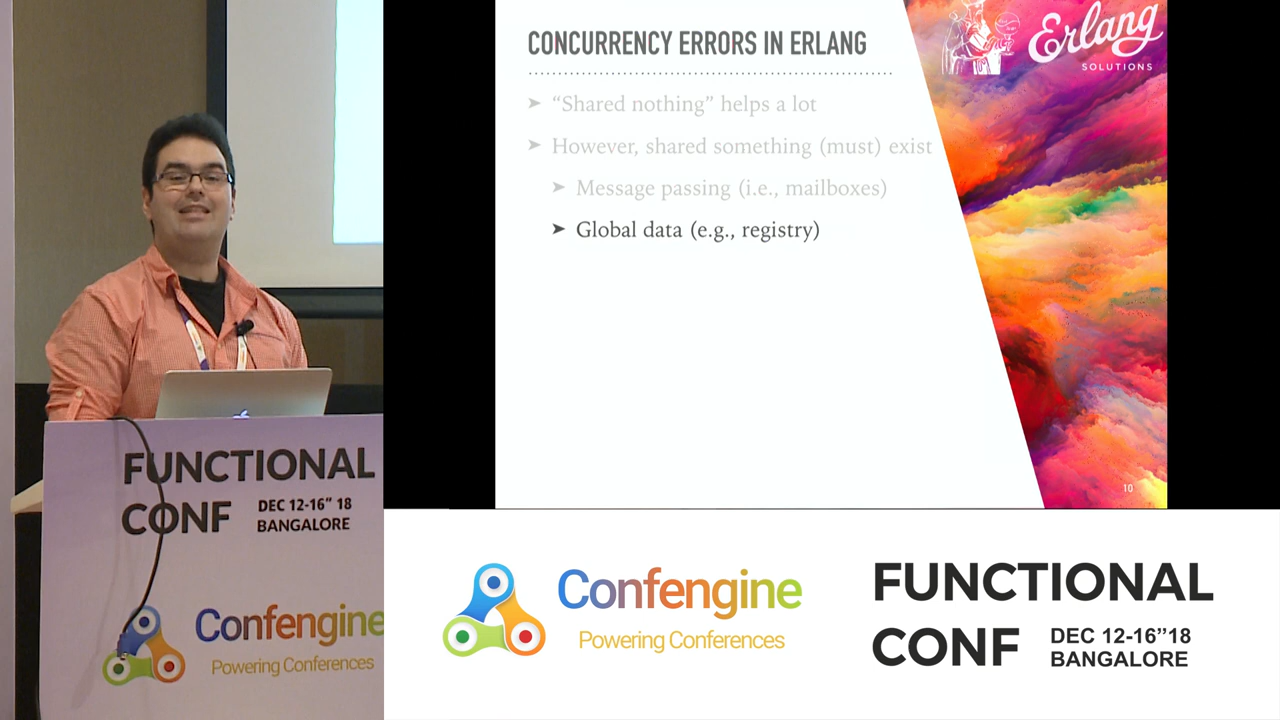 CONCURRENCY ERRORS IN ERLANG
➤ “Shared nothing” helps a lot
➤ However, shared something (must) exist
➤ Message passing (i.e., mailboxes)
➤ Global data (e.g., registry)
Erlang
SOLUTIONS
10
FUNCTIONAL
CONF
DEC 12-16” 18
BANGALORE
Confengine
Powering Conferences
Confengine
Powering Conferences
FUNCTIONAL
CONF
DEC 12-16”18
BANGALORE